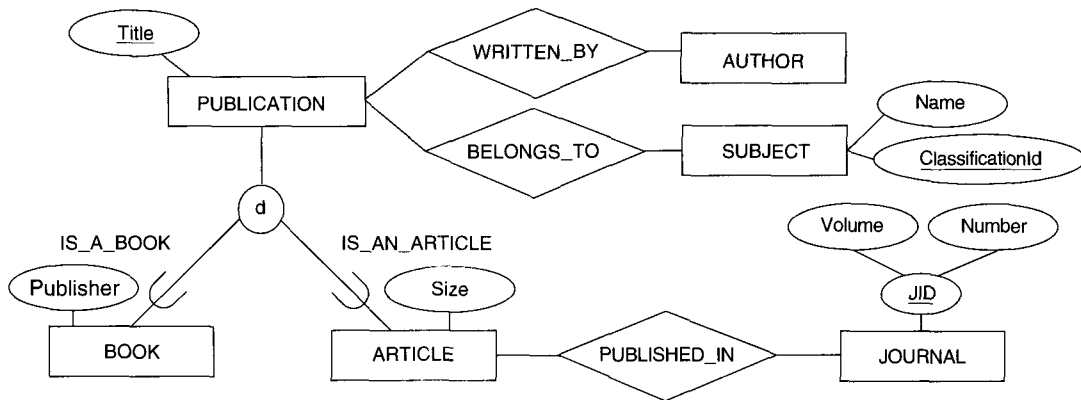 Title
WRITTEN_BY
AUTHOR
PUBLICATION
Name
BELONGS_TO
SUBJECT
ClassificationId
d
Volume
Number
IS_A_BOOK
IS_AN_ARTICLE
Publisher
Size
JID
BOOK
ARTICLE
PUBLISHED_IN
JOURNAL